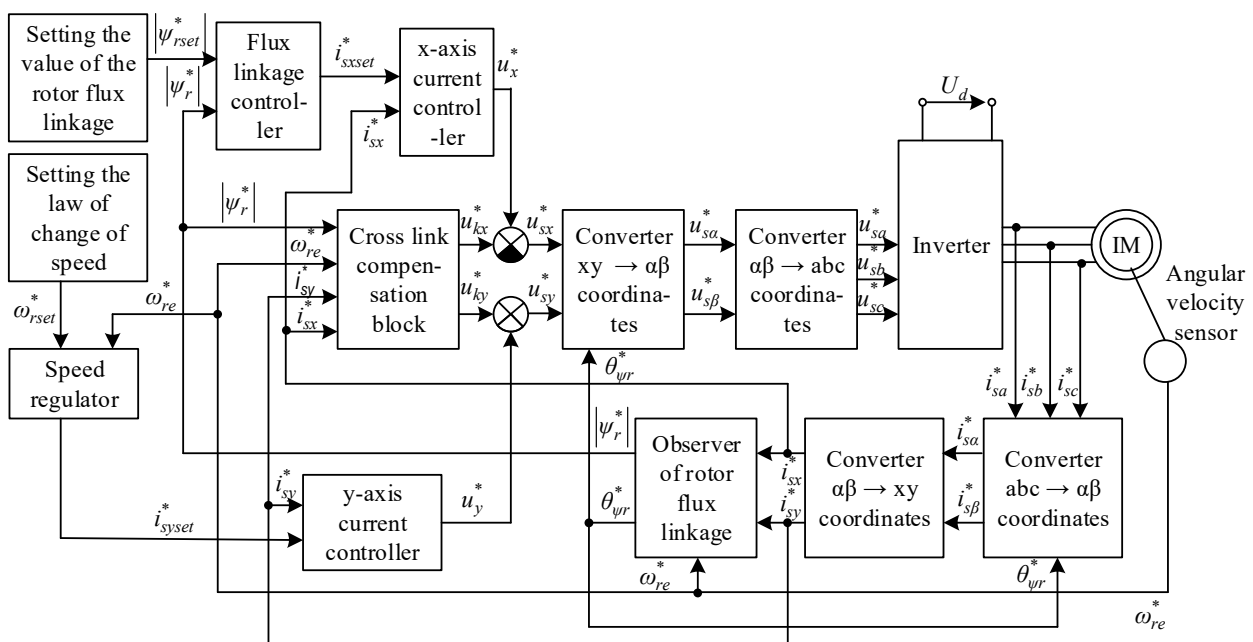 Setting the
value of the
rotor flux
linkage
|ψ*rset|
|ψ*r|
Flux
linkage
control-
ler
i*sxset
i*sx
x-axis
current
control
-ler
u*x
Ud
Setting the
law of
change of
speed
ω*rset
ω*re
|ψ*r|
ω*re
i*sy
i*sx
Cross link
compen-
sation
block
u*kx
u*ky
u*sx
u*sy
Converter
xy → αβ
coordina-
tes
u*sα
u*sβ
Converter
αβ → abc
coordina-
tes
u*sa
u*sb
u*sc
Inverter
IM
Angular
velocity
sensor
Speed
regulator
θ*ψr
i*sa
i*sb
i*sc
|ψ*r|
θ*ψr
Observer
of rotor
flux
linkage
i*sx
i*sy
Converter
αβ → xy
coordinates
i*sα
i*sβ
Converter
abc → αβ
coordinates
i*sy
i*syset
y-axis
current
controller
u*y
ω*re
θ*ψr
ω*re